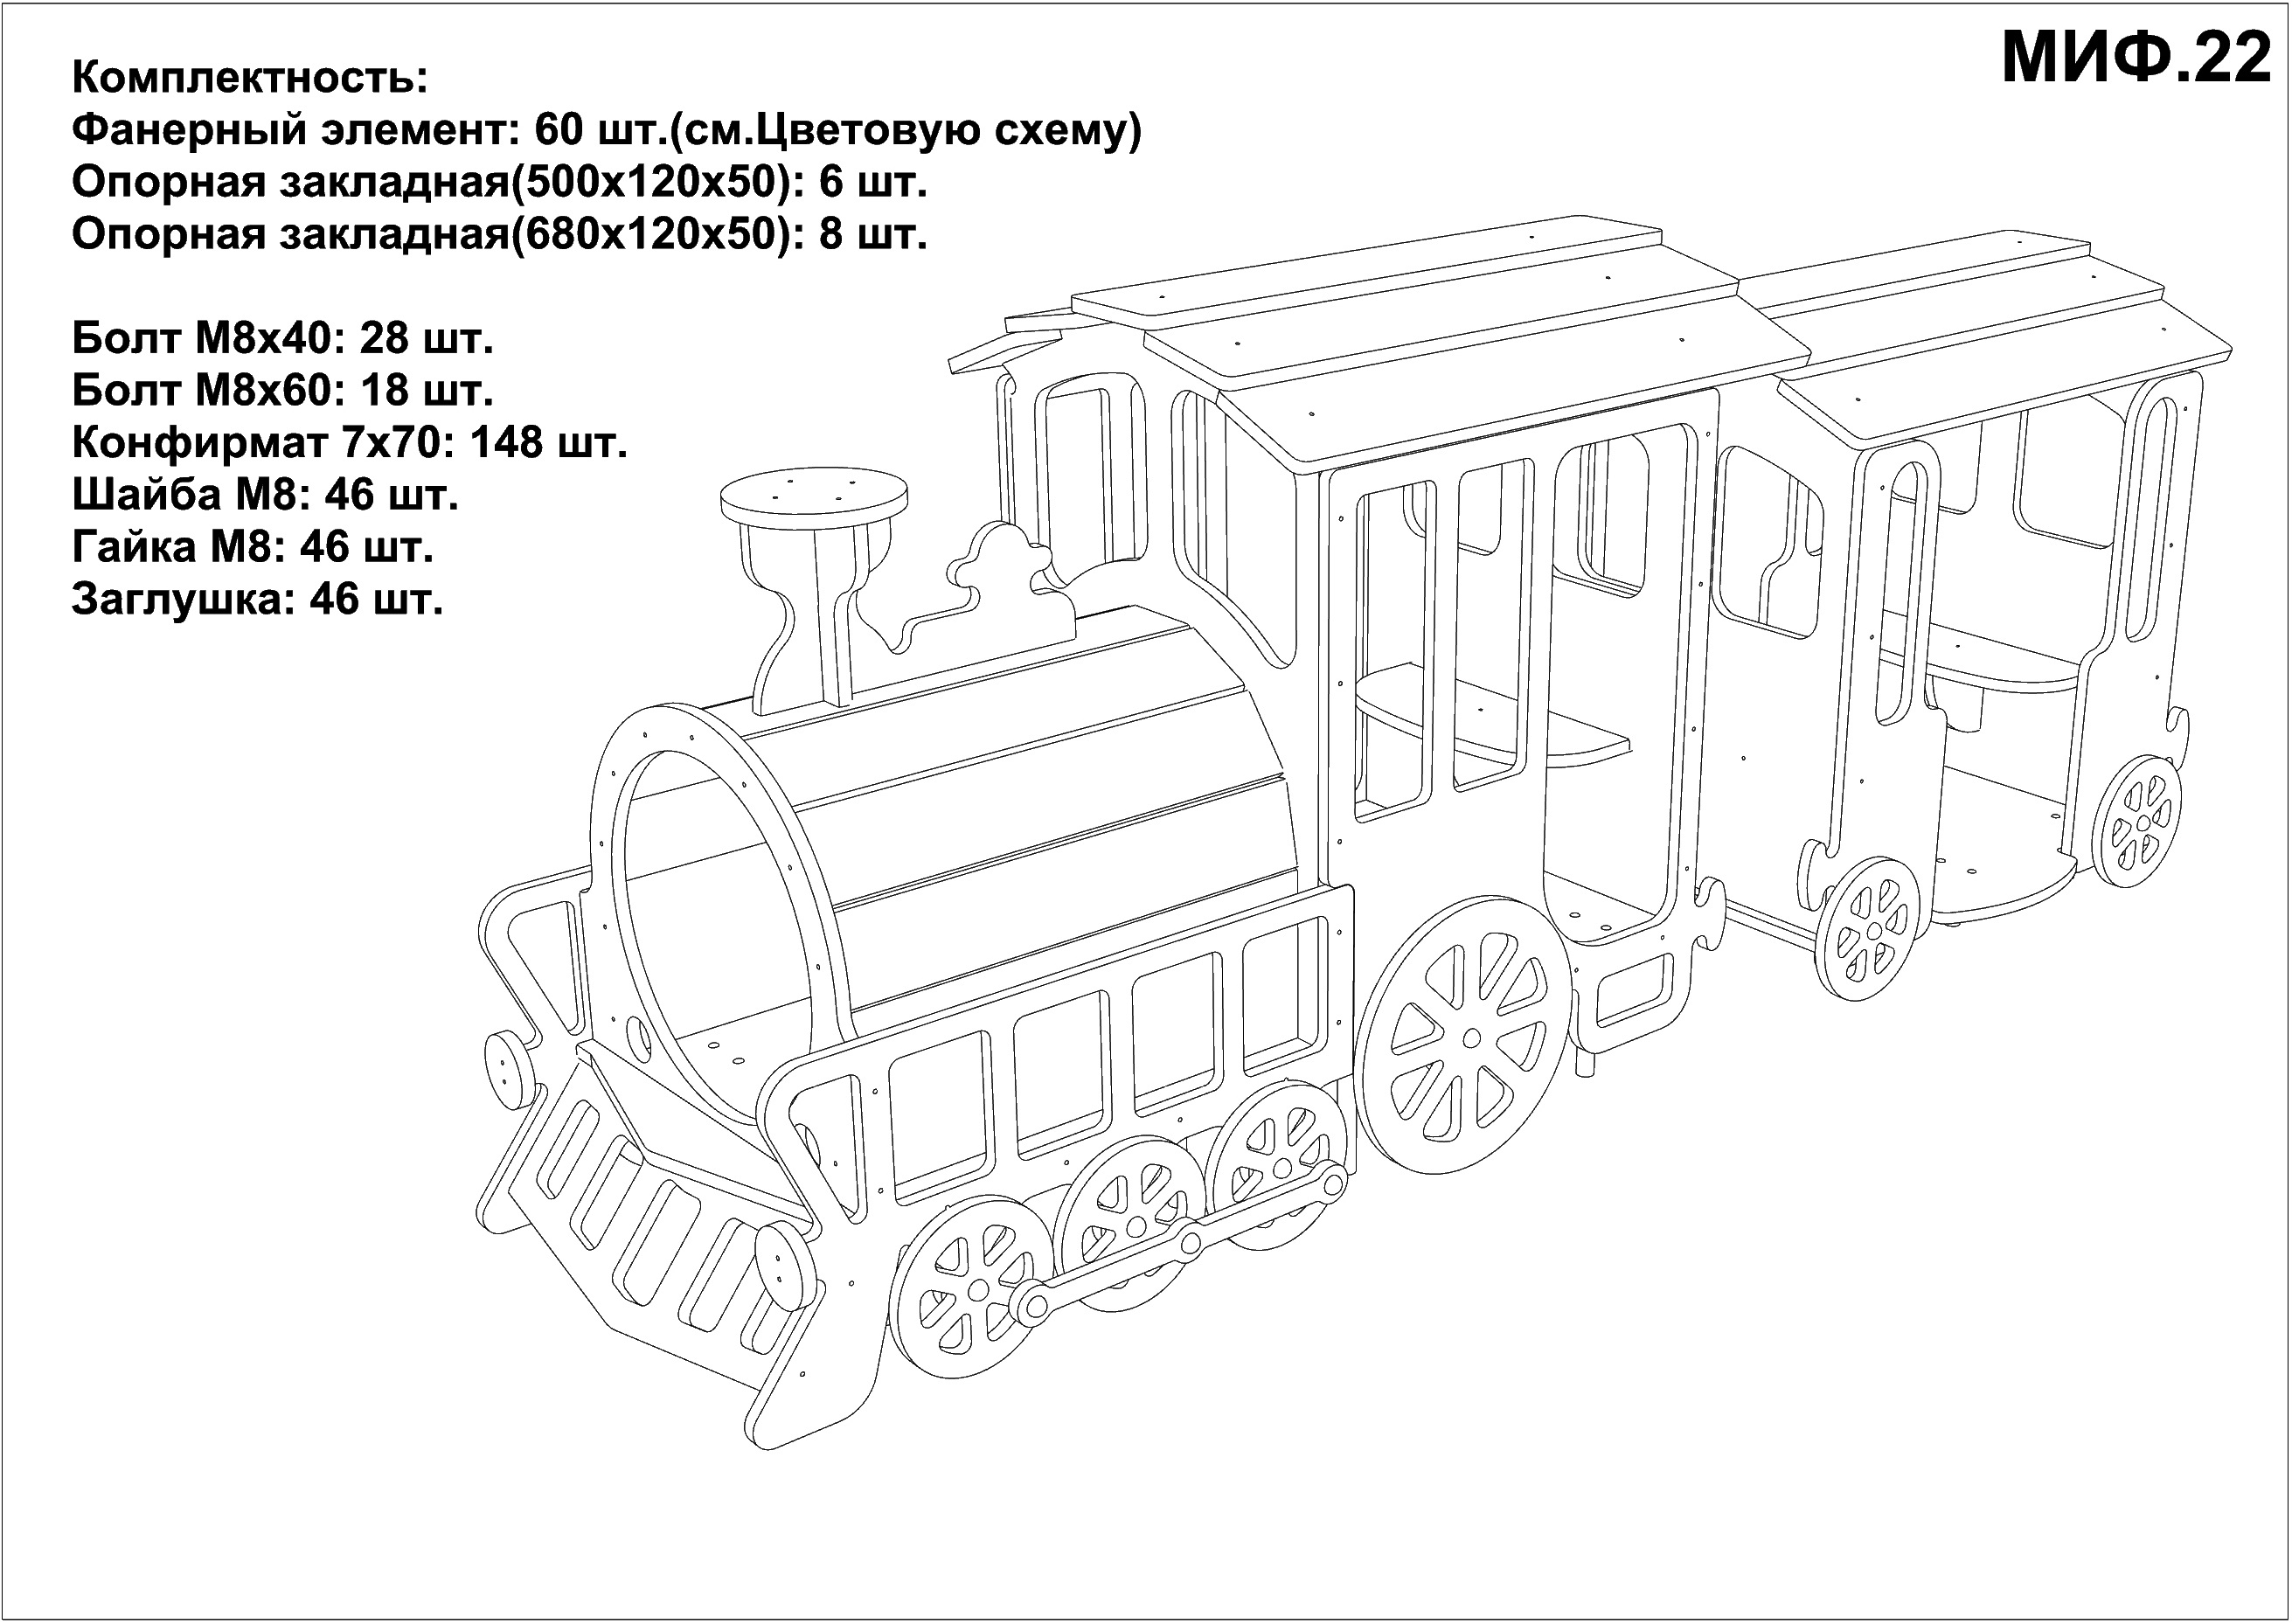 МИФ.22
Комплектность:
Фанерный элемент: 60 шт.(см.Цветовую схему)
Опорная закладная(500х120х50): 6 шт.
Опорная закладная(680х120х50): 8 шт.
Болт М8х40: 28 шт.
Болт М8х60: 18 шт.
Конфирмат 7х70: 148 шт.
Шайба М8: 46 шт.
Гайка М8: 46 шт.
Заглушка: 46 шт.